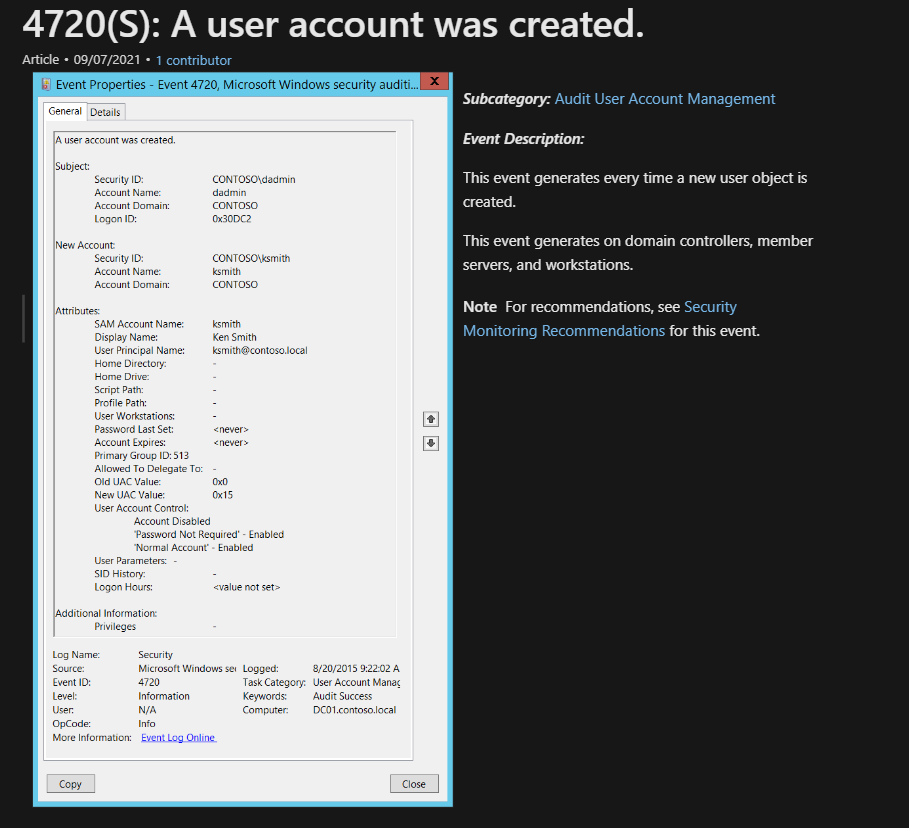 4720(S): A user account was created.
Article • 09/07/2021 • 1 contributor
Event Properties - Event 4720, Microsoft Windows security auditi...
X
General Details
A user account was created.
Subject:
Security ID: CONTOSO\dadmin
Account Name: dadmin
Account Domain: CONTOSO
Logon ID: 0x30DC2
New Account:
Security ID: CONTOSO\ksmith
Account Name: ksmith
Account Domain: CONTOSO
Attributes:
SAM Account Name: ksmith
Display Name: Ken Smith
User Principal Name: ksmith@contoso.local
Home Directory: -
Home Drive: -
Script Path: -
Profile Path: -
User Workstations: -
Password Last Set: <never>
Account Expires: <never>
Primary Group ID: 513
Allowed To Delegate To: -
Old UAC Value: 0x0
New UAC Value: 0x15
User Account Control:
Account Disabled
'Password Not Required' - Enabled
'Normal Account' - Enabled
User Parameters: -
SID History: -
Logon Hours: <value not set>
Additional Information:
Privileges -
Log Name: Security
Source: Microsoft Windows sec Logged: 8/20/2015 9:22:02 A
Event ID: 4720 Task Category: User Account Manag
Level: Information Keywords: Audit Success
User: N/A Computer: DC01.contoso.local
OpCode: Info
More Information: Event Log Online
Copy Close
Subcategory: Audit User Account Management
Event Description:
This event generates every time a new user object is
created.
This event generates on domain controllers, member
servers, and workstations.
Note For recommendations, see Security
Monitoring Recommendations for this event.